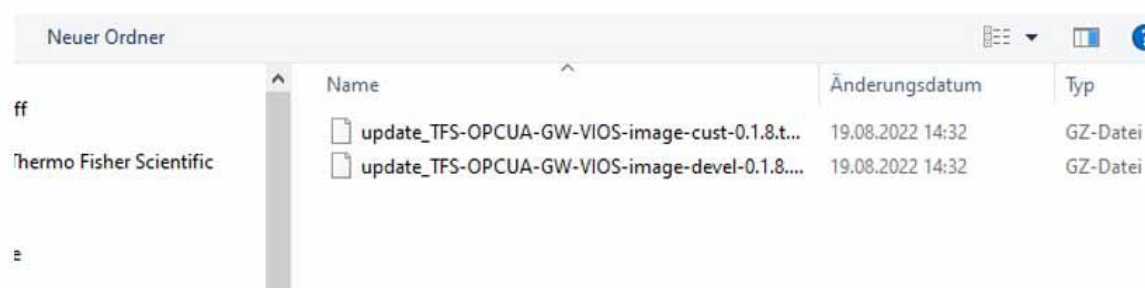 Neuer Ordner
Name Änderungsdatum Typ
ff
update_TFS-OPCUA-GW-VIOS-image-cust-0.1.8.t... 19.08.2022 14:32 GZ-Datei
Thermo Fisher Scientific
update_TFS-OPCUA-GW-VIOS-image-devel-0.1.8.... 19.08.2022 14:32 GZ-Datei
e